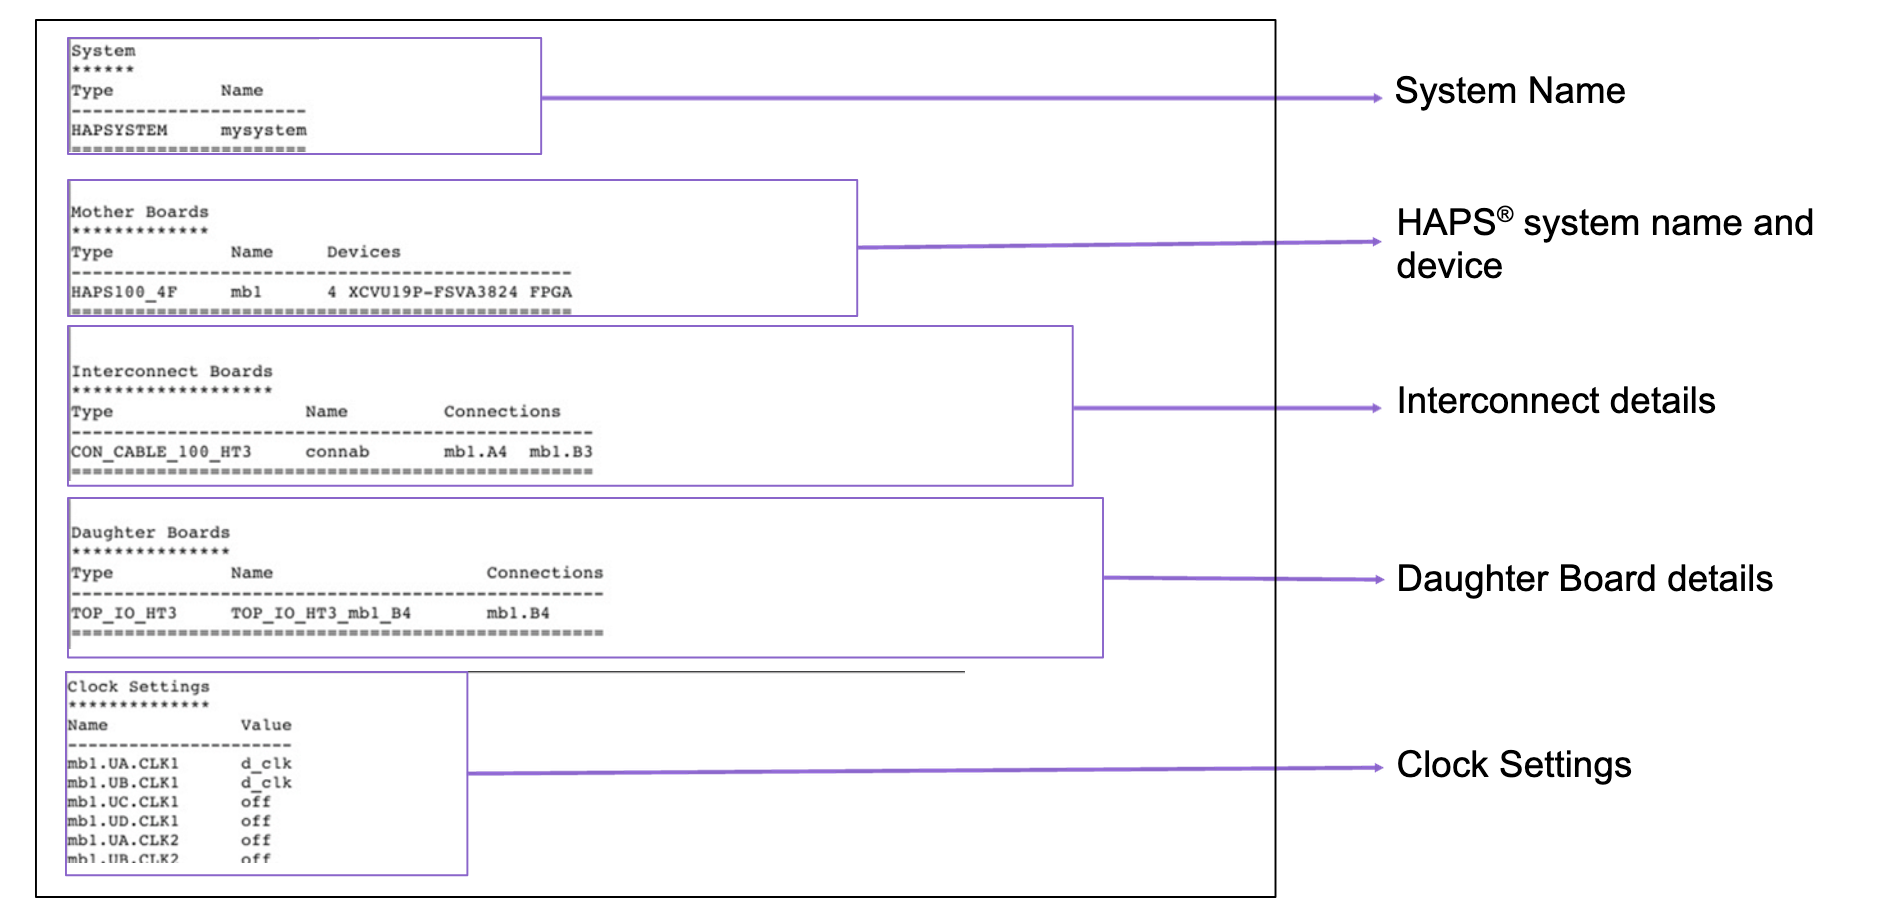 System
******
Type Name
----------------------
HAPSYSTEM mysystem
======================
System Name
Mother Boards
*************
Type Name Devices
-----------------------------------------------
HAPS100_4F mb1 4 XCVU19P-FSVA3824 FPGA
===============================================
HAPS® system name and
device
Interconnect Boards
*******************
Type Name Connections
-------------------------------------------------
CON_CABLE_100_HT3 connab mb1.A4 mb1.B3
=================================================
Interconnect details
Daughter Boards
***************
Type Name Connections
--------------------------------------------------
TOP_IO_HT3 TOP_IO_HT3_mb1_B4 mb1.B4
==================================================
Daughter Board details
Clock Settings
**************
Name Value
----------------------
mb1.UA.CLK1 d_clk
mb1.UB.CLK1 d_clk
mb1.UC.CLK1 off
mb1.UD.CLK1 off
mb1.UA.CLK2 off
mb1.UB.CLK2 off
Clock Settings